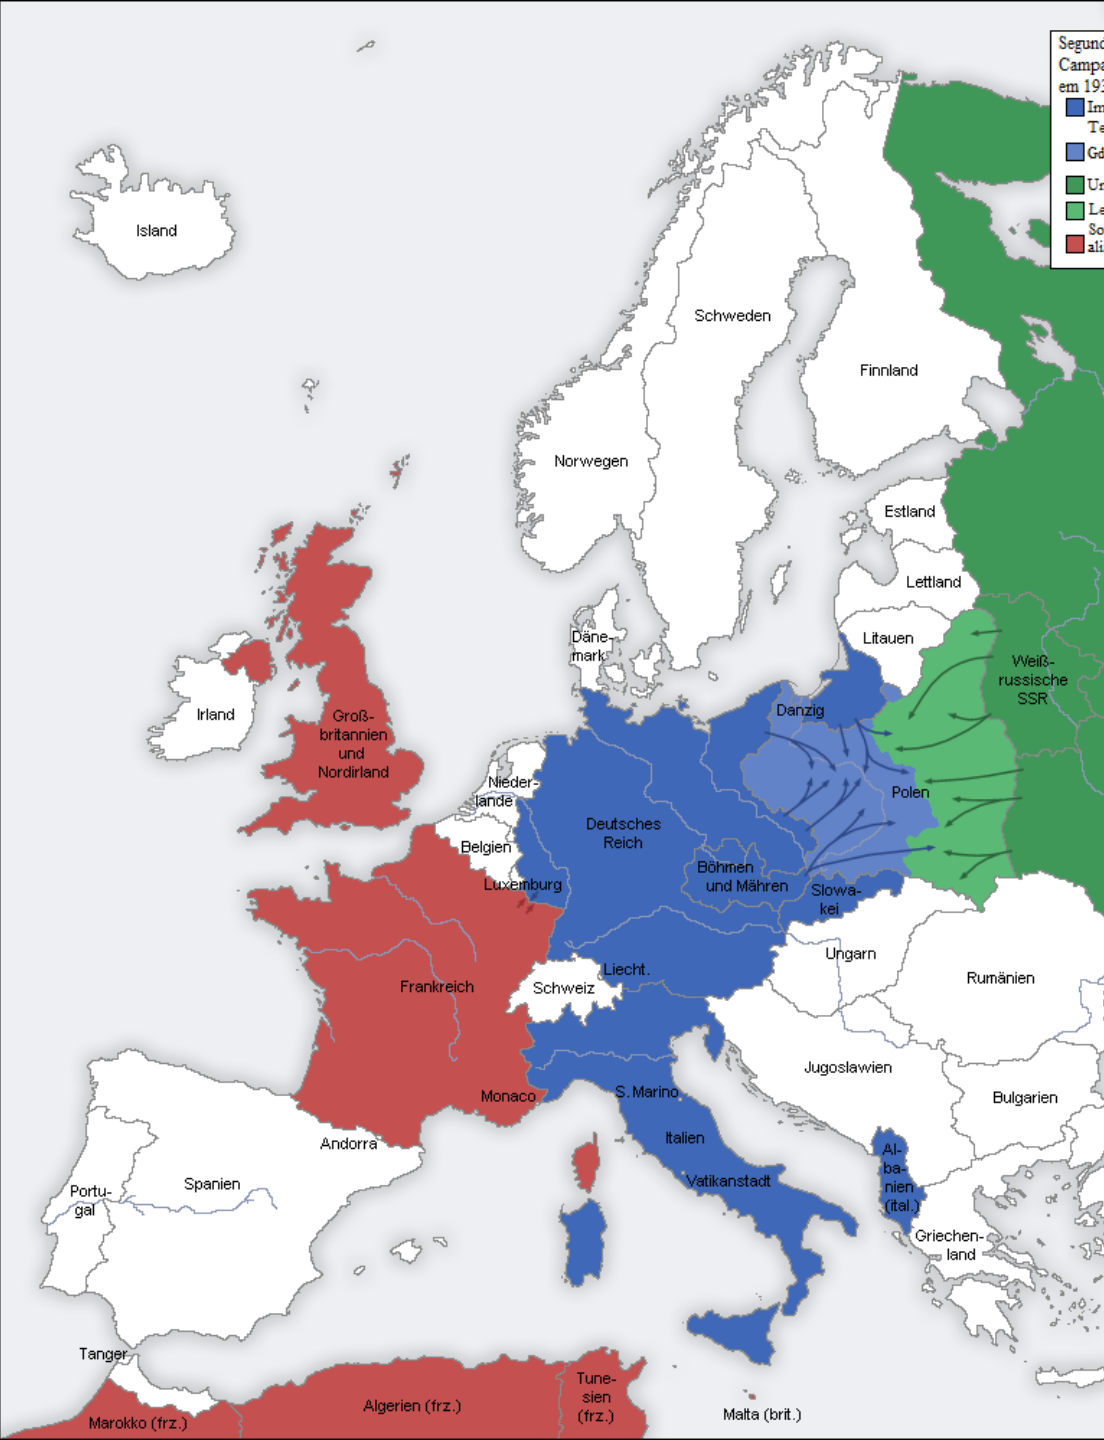 Segund
Campa
em 193
Im
Te
Gd
Un
Le
So
ali
Island
Schweden
Finnland
Norwegen
Estland
Lettland
Litauen
Däne-
mark
Weiß-
russische
SSR
Irland
Groß-
britannien
und
Nordirland
Danzig
Nieder-
lande
Polen
Deutsches
Reich
Belgien
Böhmen
und Mähren
Luxemburg
Slowa-
kei
Ungarn
Liecht.
Rumänien
Frankreich
Schweiz
Jugoslawien
Monaco
S. Marino
Bulgarien
Italien
Andorra
Al-
ba-
nien
(ital.)
Spanien
Vatikanstadt
Portu-
gal
Griechen-
land
Tanger
Tune-
sien
(frz.)
Algerien (frz.)
Marokko (frz.)
Malta (brit.)